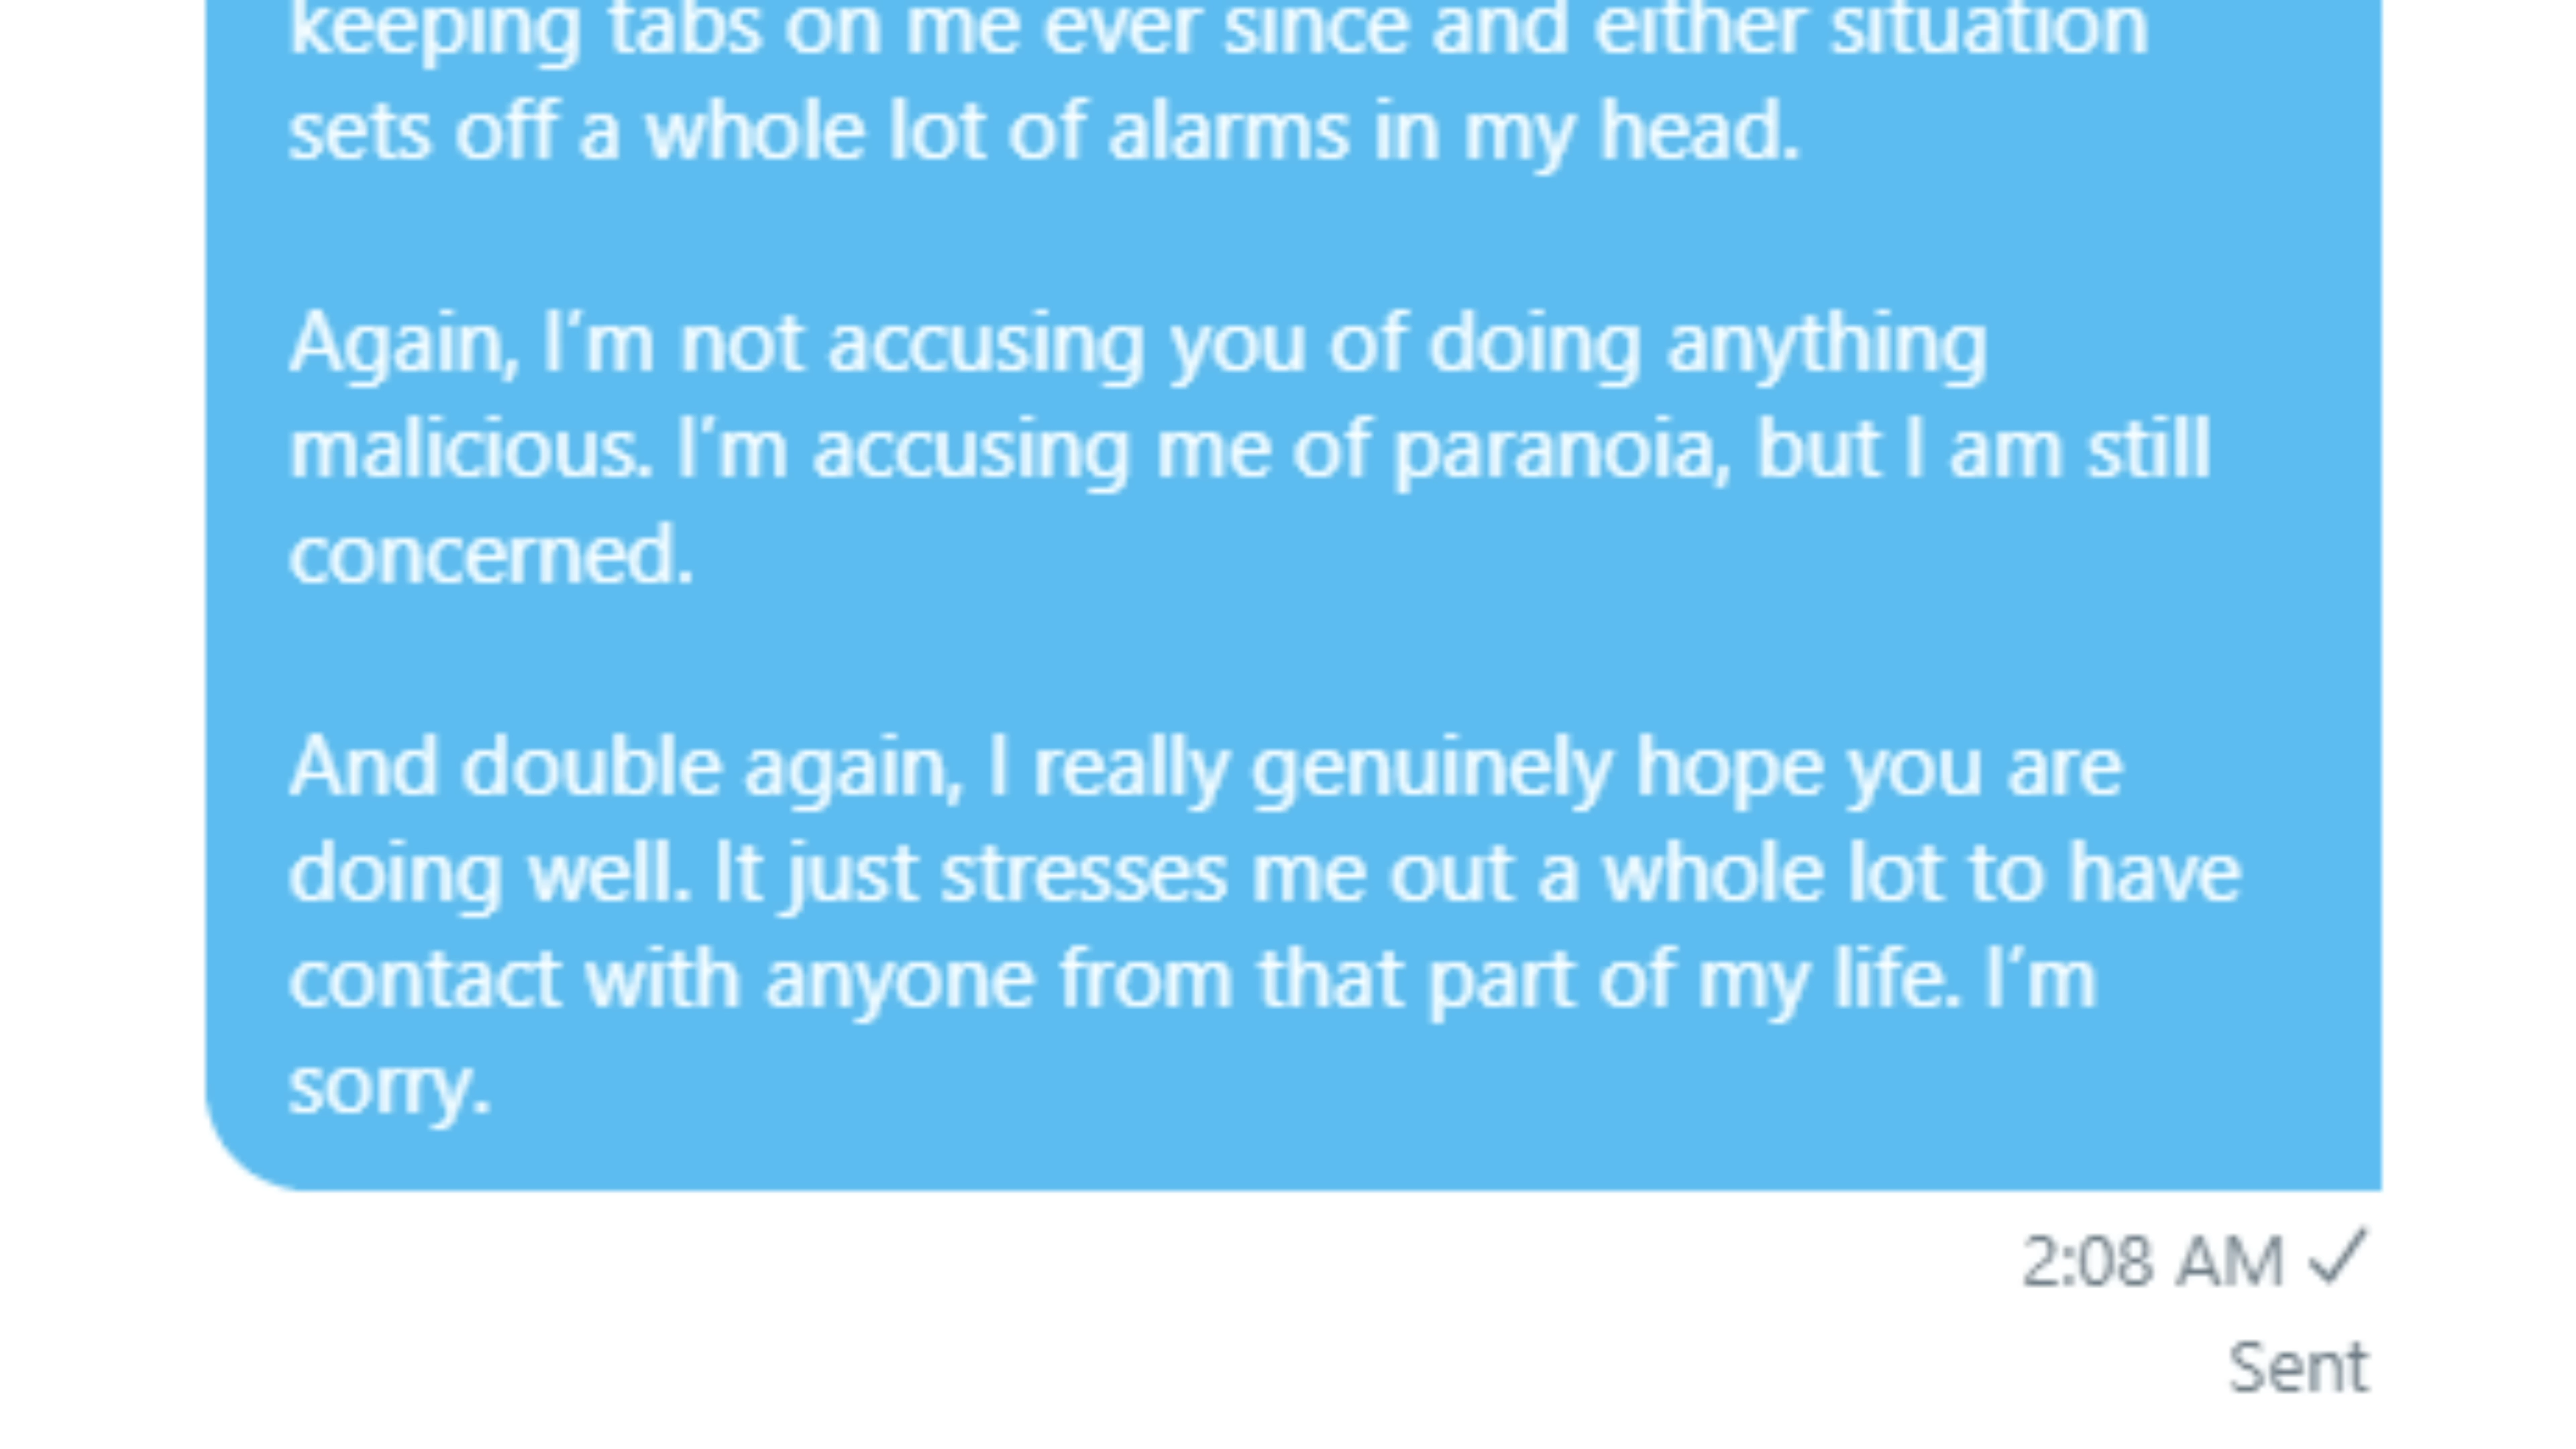 keeping tabs on me ever since and either situation
sets off a whole lot of alarms in my head.
Again, I'm not accusing you of doing anything
malicious. I'm accusing me of paranoia, but I am still
concerned.
And double again, I really genuinely hope you are
doing well. It just stresses me out a whole lot to have
contact with anyone from that part of my life. I'm
sorry.
2:08 AM ✓
Sent